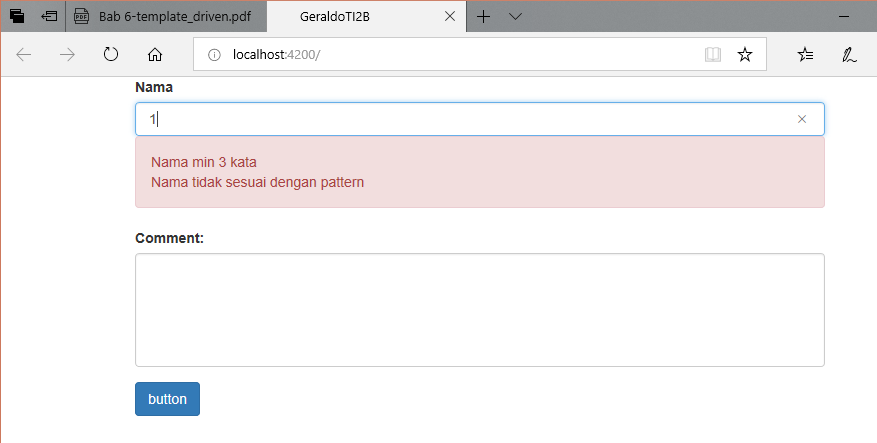 Bab 6-template_driven.pdf
GeraldoTI2B
localhost:4200/
Nama
1
Nama min 3 kata
Nama tidak sesuai dengan pattern
Comment:
button